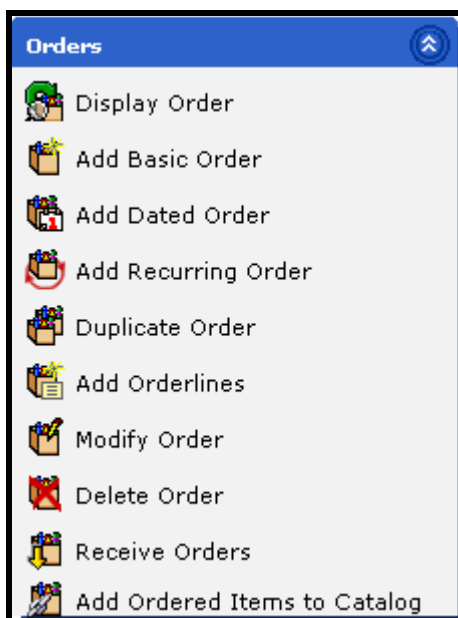 Orders
Display Order
Add Basic Order
Add Dated Order
Add Recurring Order
Duplicate Order
Add Orderlines
Modify Order
Delete Order
Receive Orders
Add Ordered Items to Catalog